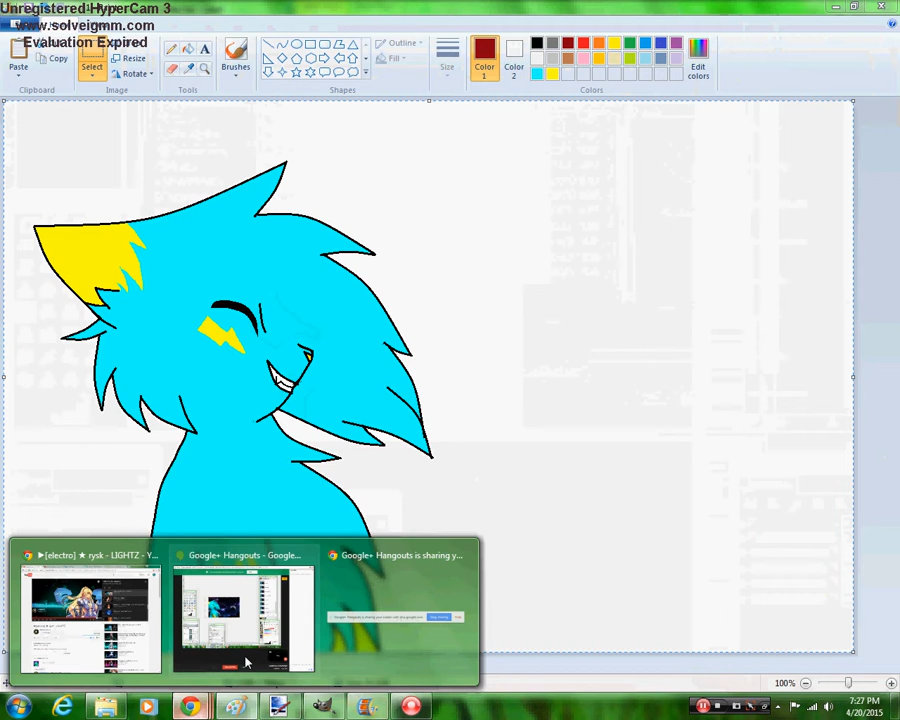 Unregistered HyperCam 3
www.solveigmm.com
Evaluation Expired
Paste
Copy
Clipboard
Select
Resize
Rotate
Image
Tools
Brushes
Shapes
Outline
Fill
Size
Color
1
Color
2
Edit
colors
Colors
▶[electro] ★ rysk - LIGHTZ - Y...
Google+ Hangouts - Google...
Google+ Hangouts is sharing y...
100%
7:27 PM
4/20/2015